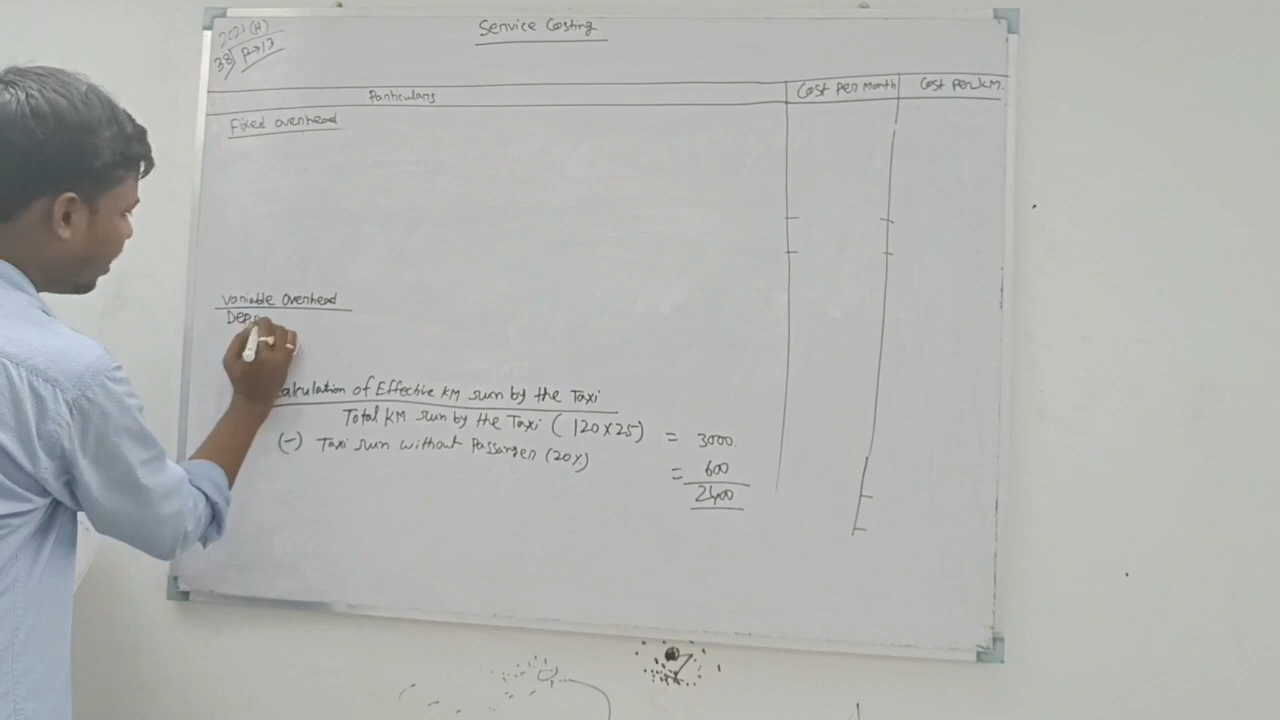 Service Costing
2021 (H)
38) P→13
Particulars
Cost per Month
Cost per KM.
Fixed overhead
Variable overhead
Dep
Calculation of Effective KM run by the Taxi
Total KM run by the Taxi ( 120 x 25) = 3000.
(-) Taxi run without Passanger (20%) = 600
2400